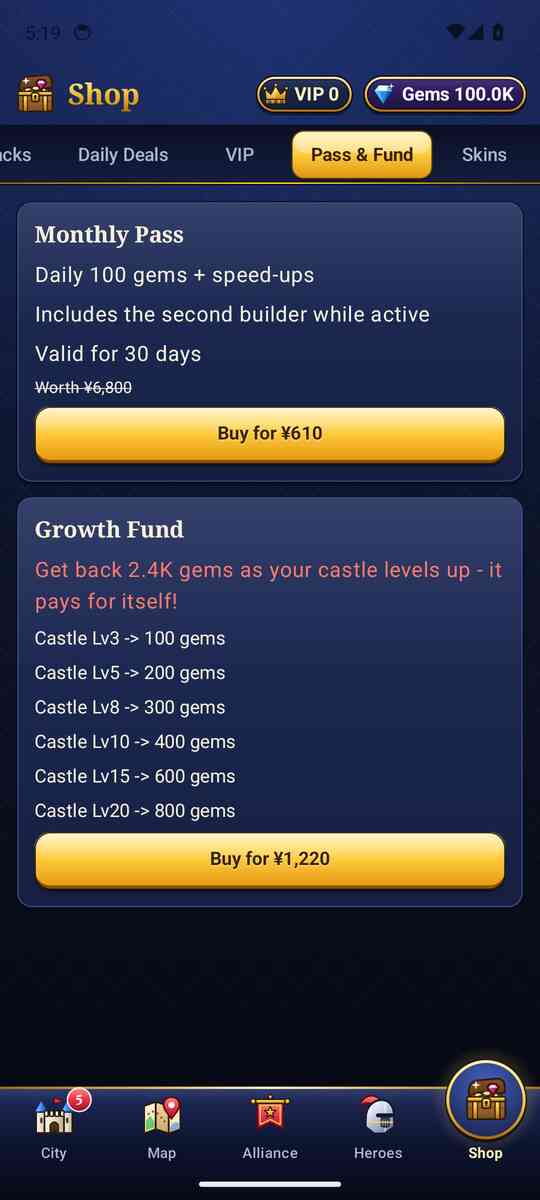 5:19
Shop
VIP 0
Gems 100.0K
cks
Daily Deals
VIP
Pass & Fund
Skins
Monthly Pass
Daily 100 gems + speed-ups
Includes the second builder while active
Valid for 30 days
Worth ¥6,800
Buy for ¥610
Growth Fund
Get back 2.4K gems as your castle levels up - it
pays for itself!
Castle Lv3 -> 100 gems
Castle Lv5 -> 200 gems
Castle Lv8 -> 300 gems
Castle Lv10 -> 400 gems
Castle Lv15 -> 600 gems
Castle Lv20 -> 800 gems
Buy for ¥1,220
5
City
Map
Alliance
Heroes
Shop